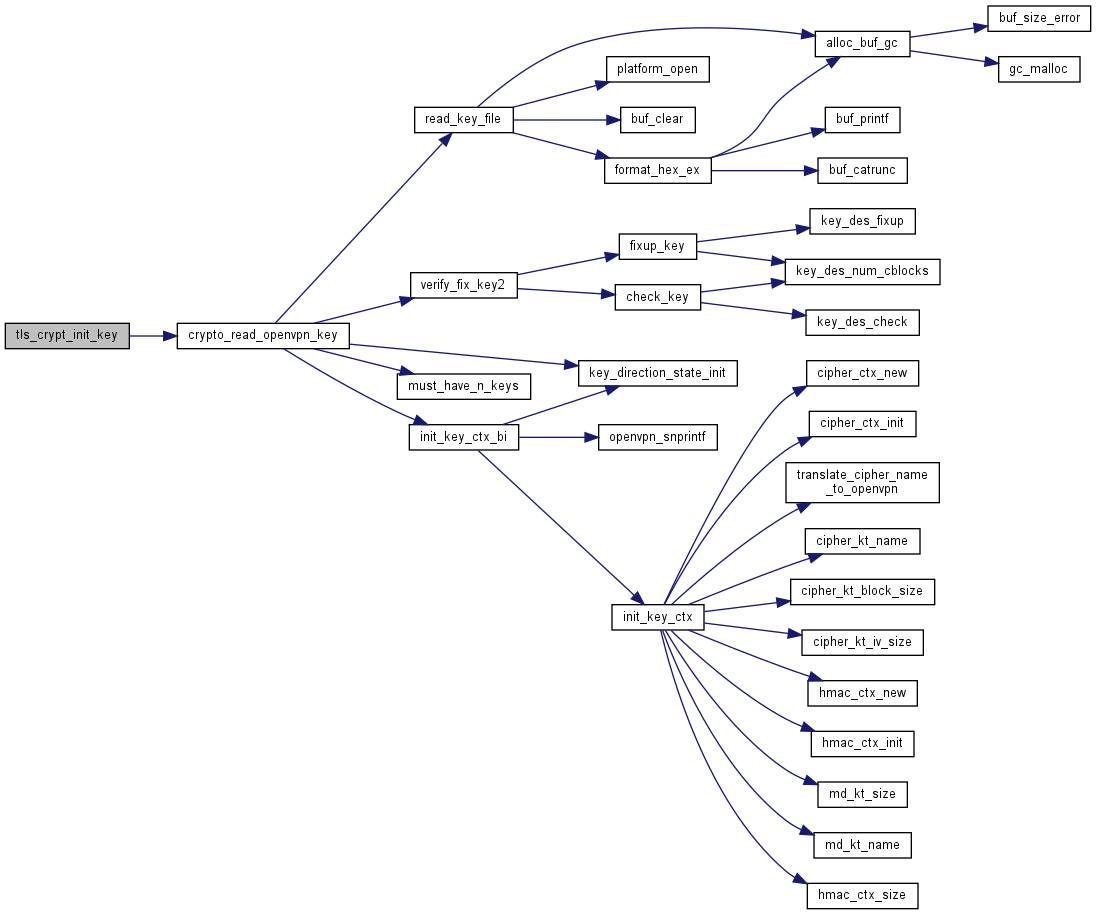 buf_size_error
alloc_buf_gc
platform_open
gc_malloc
read_key_file
buf_clear
buf_printf
format_hex_ex
buf_catrunc
key_des_fixup
fixup_key
key_des_num_cblocks
verify_fix_key2
check_key
key_des_check
tls_crypt_init_key
crypto_read_openvpn_key
key_direction_state_init
cipher_ctx_new
must_have_n_keys
cipher_ctx_init
init_key_ctx_bi
openvpn_snprintf
translate_cipher_name
_to_openvpn
cipher_kt_name
cipher_kt_block_size
init_key_ctx
cipher_kt_iv_size
hmac_ctx_new
hmac_ctx_init
md_kt_size
md_kt_name
hmac_ctx_size